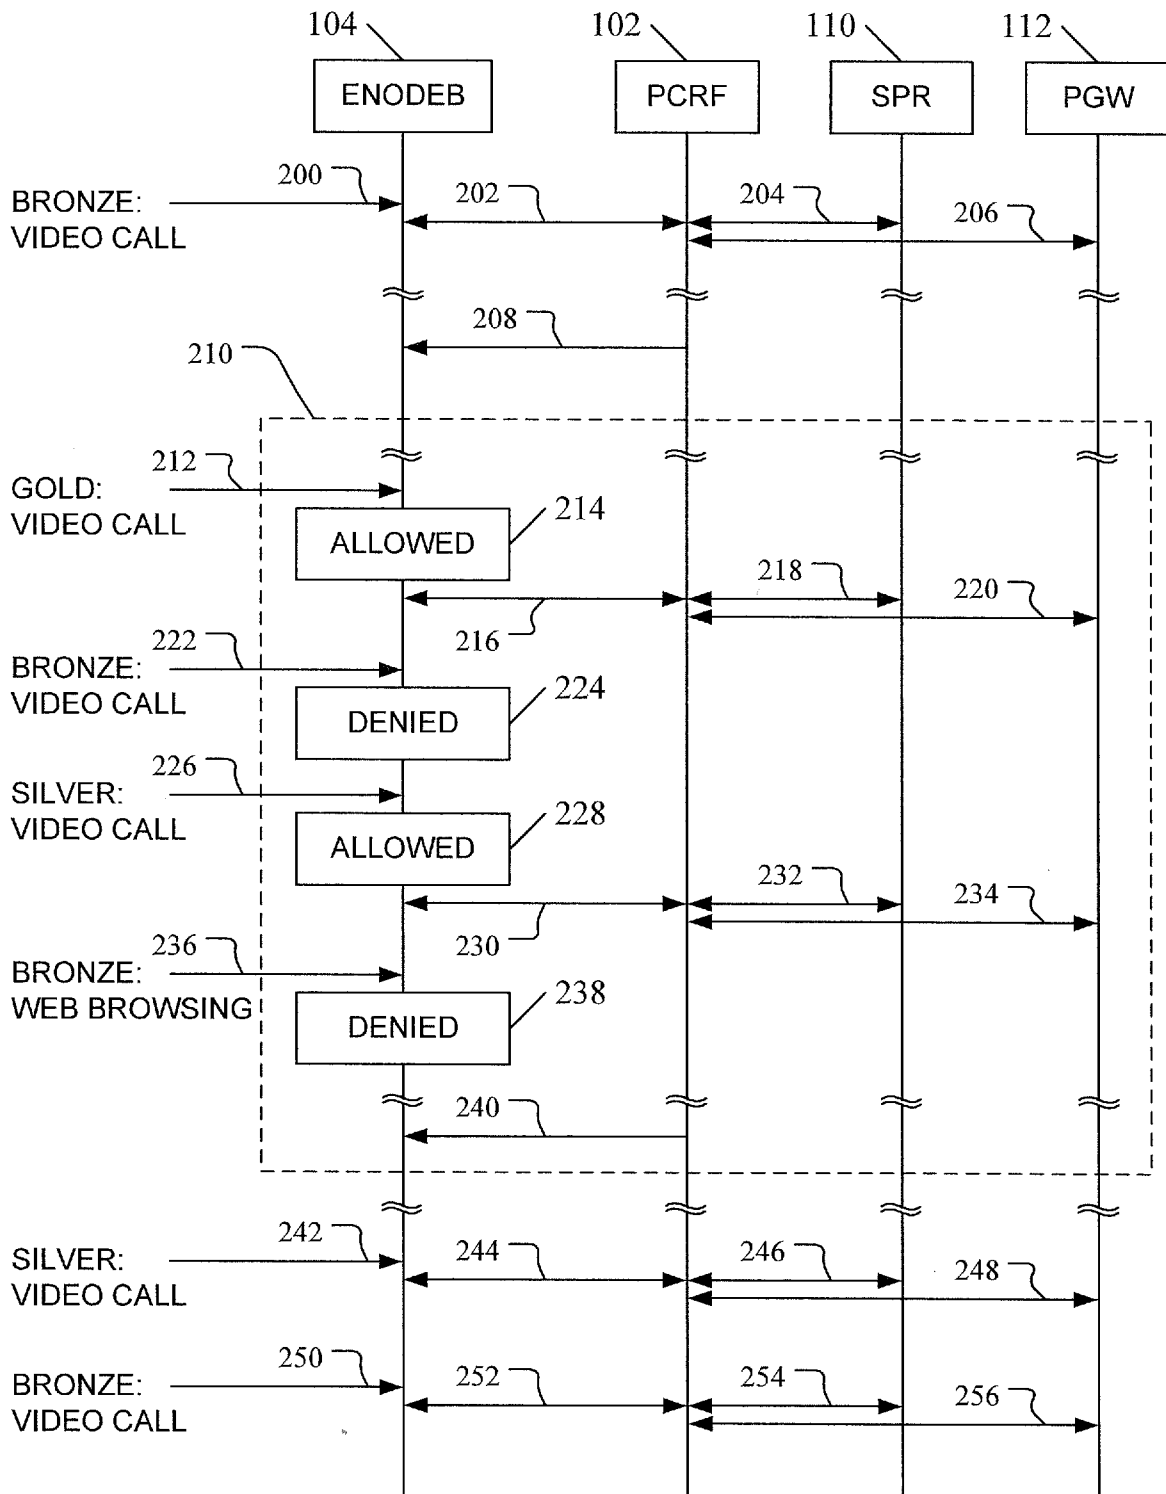 104
102
110
112
ENODEB
PCRF
SPR
PGW
200
202
204
206
BRONZE:
VIDEO CALL
208
210
212
GOLD:
VIDEO CALL
214
ALLOWED
216
218
220
222
BRONZE:
VIDEO CALL
224
DENIED
226
SILVER:
VIDEO CALL
228
ALLOWED
230
232
234
236
BRONZE:
WEB BROWSING
238
DENIED
240
242
244
246
248
SILVER:
VIDEO CALL
250
252
254
256
BRONZE:
VIDEO CALL